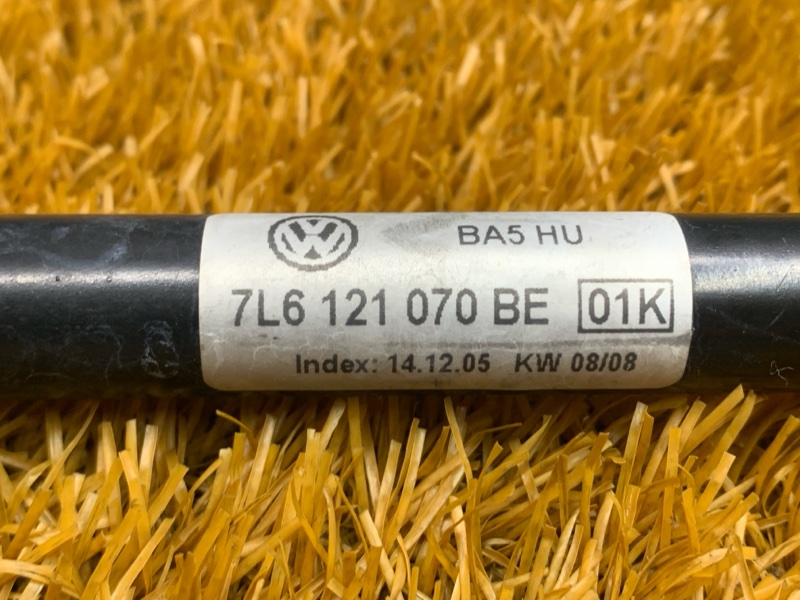 BA5 HU
7L6 121 070 BE 01K
Index: 14.12.05 KW 08/08